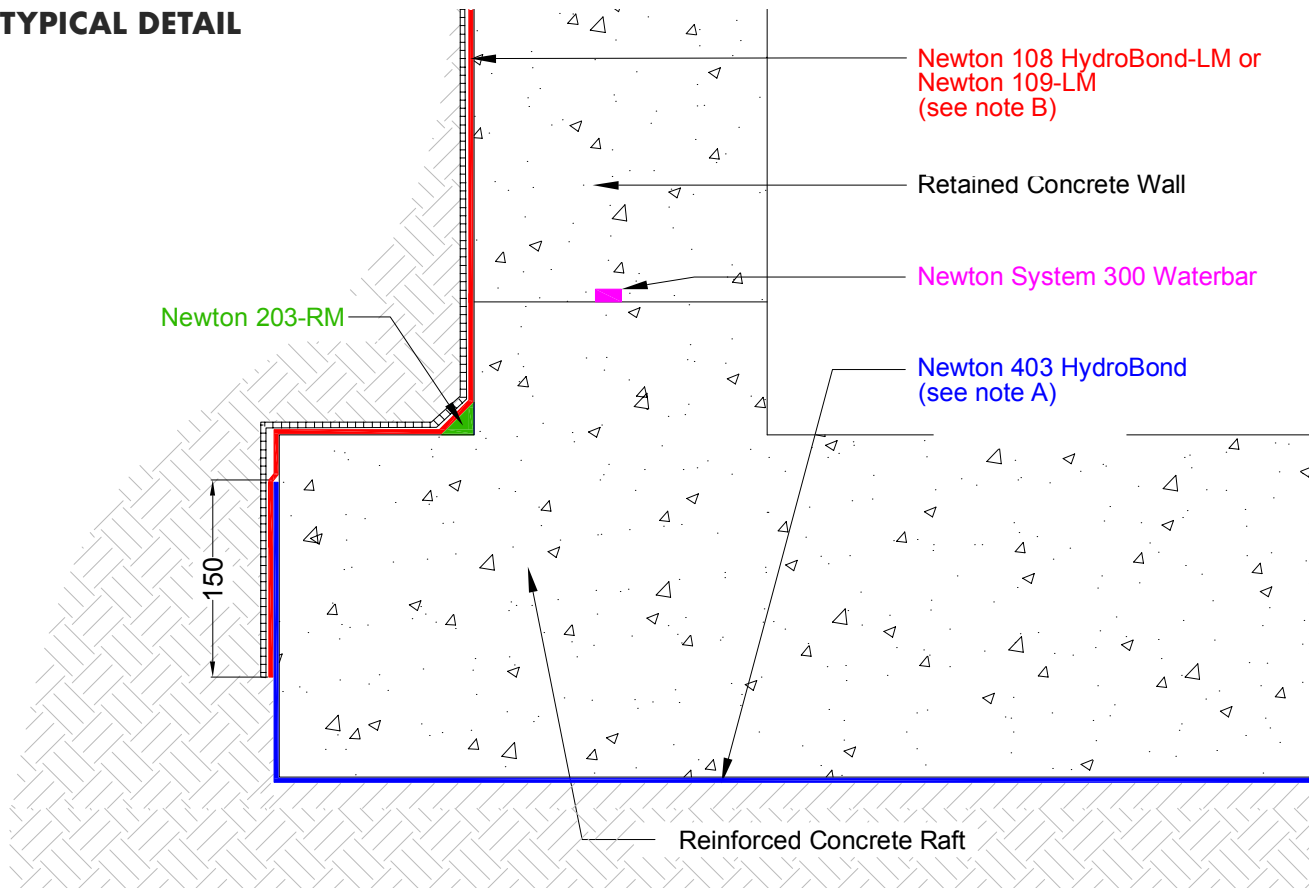 TYPICAL DETAIL
Newton 108 HydroBond-LM or
Newton 109-LM
(see note B)
Retained Concrete Wall
Newton System 300 Waterbar
Newton 203-RM
Newton 403 HydroBond
(see note A)
150
Reinforced Concrete Raft